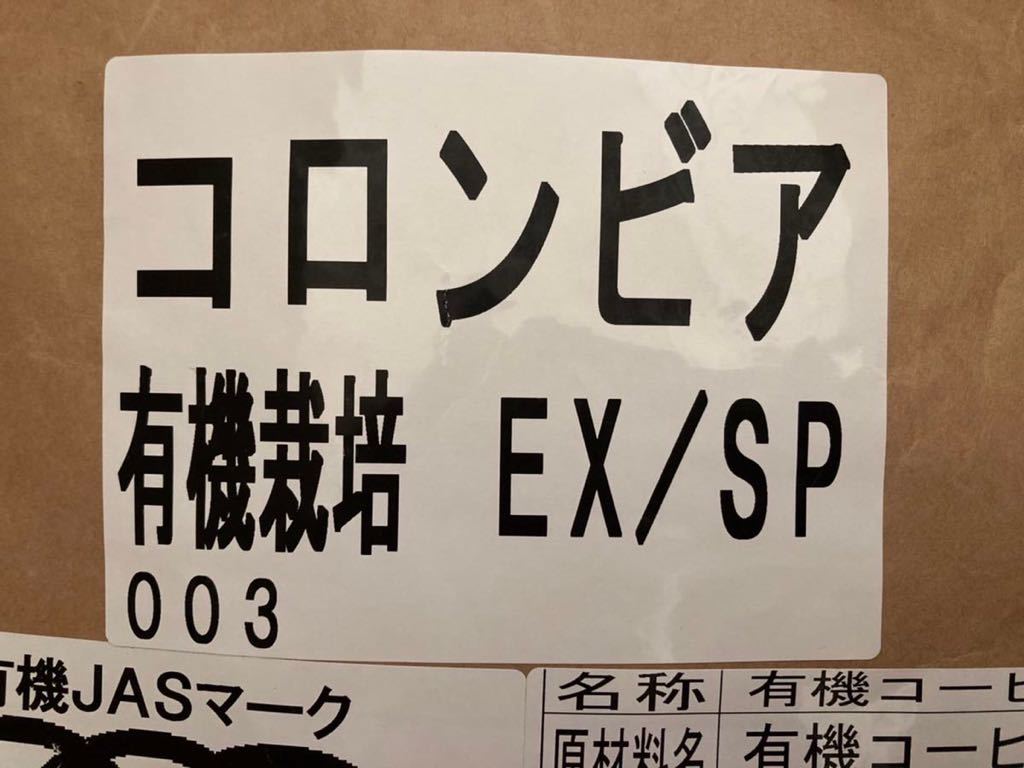 コロンビア
有機栽培 EX/SP
003
有機JASマーク
名称 有機コーヒ
原材料名 有機コーヒ